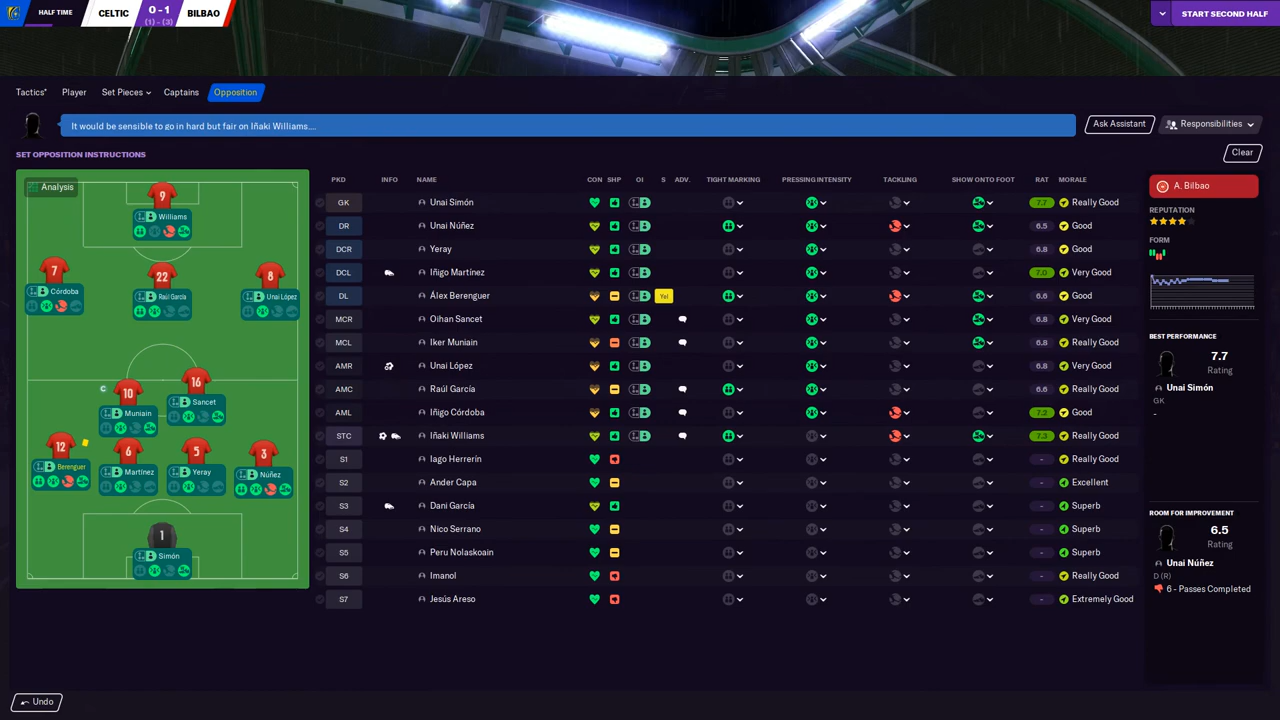 HALF TIME
CELTIC
0 - 1
(1) - (3)
BILBAO
START SECOND HALF
Tactics*
Player
Set Pieces
Captains
Opposition
It would be sensible to go in hard but fair on Iñaki Williams....
Ask Assistant
Responsibilities
SET OPPOSITION INSTRUCTIONS
Clear
Analysis
9
Williams
7
Córdoba
22
Raúl García
8
Unai López
C
10
Muniain
16
Sancet
12
Berenguer
6
Martínez
5
Yeray
3
Núñez
1
Simón
PKD INFO NAME CON SHP OI S ADV. TIGHT MARKING PRESSING INTENSITY TACKLING SHOW ONTO FOOT RAT MORALE
GK Unai Simón 7.7 Really Good
DR Unai Núñez 6.5 Good
DCR Yeray 6.8 Good
DCL Iñigo Martínez 7.0 Very Good
DL Álex Berenguer Yel 6.6 Good
MCR Oihan Sancet 6.8 Very Good
MCL Iker Muniain 6.8 Really Good
AMR Unai López 6.8 Very Good
AMC Raúl García 6.6 Really Good
AML Iñigo Córdoba 7.2 Good
STC Iñaki Williams 7.3 Really Good
S1 Iago Herrerín - Really Good
S2 Ander Capa - Excellent
S3 Dani García - Superb
S4 Nico Serrano - Superb
S5 Peru Nolaskoain - Superb
S6 Imanol - Really Good
S7 Jesús Areso - Extremely Good
A. Bilbao
REPUTATION
FORM
BEST PERFORMANCE
7.7
Rating
Unai Simón
GK
-
ROOM FOR IMPROVEMENT
6.5
Rating
Unai Núñez
D (R)
6 - Passes Completed
Undo